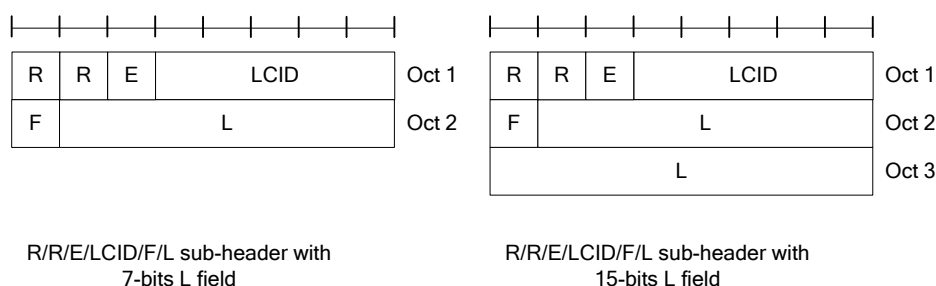 R R E LCID Oct 1
F L Oct 2
R/R/E/LCID/F/L sub-header with
7-bits L field
R R E LCID Oct 1
F L Oct 2
L Oct 3
R/R/E/LCID/F/L sub-header with
15-bits L field